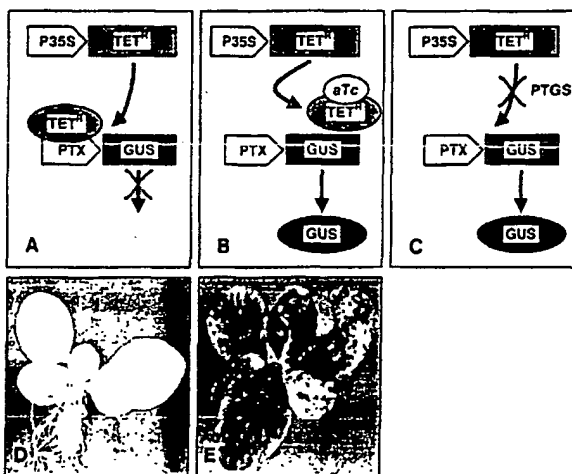 P35S TET^R
TET^R
PTX GUS
A
P35S TET^R
aTc
TET^R
PTX GUS
GUS
B
P35S TET^R
PTGS
PTX GUS
GUS
C
D
E